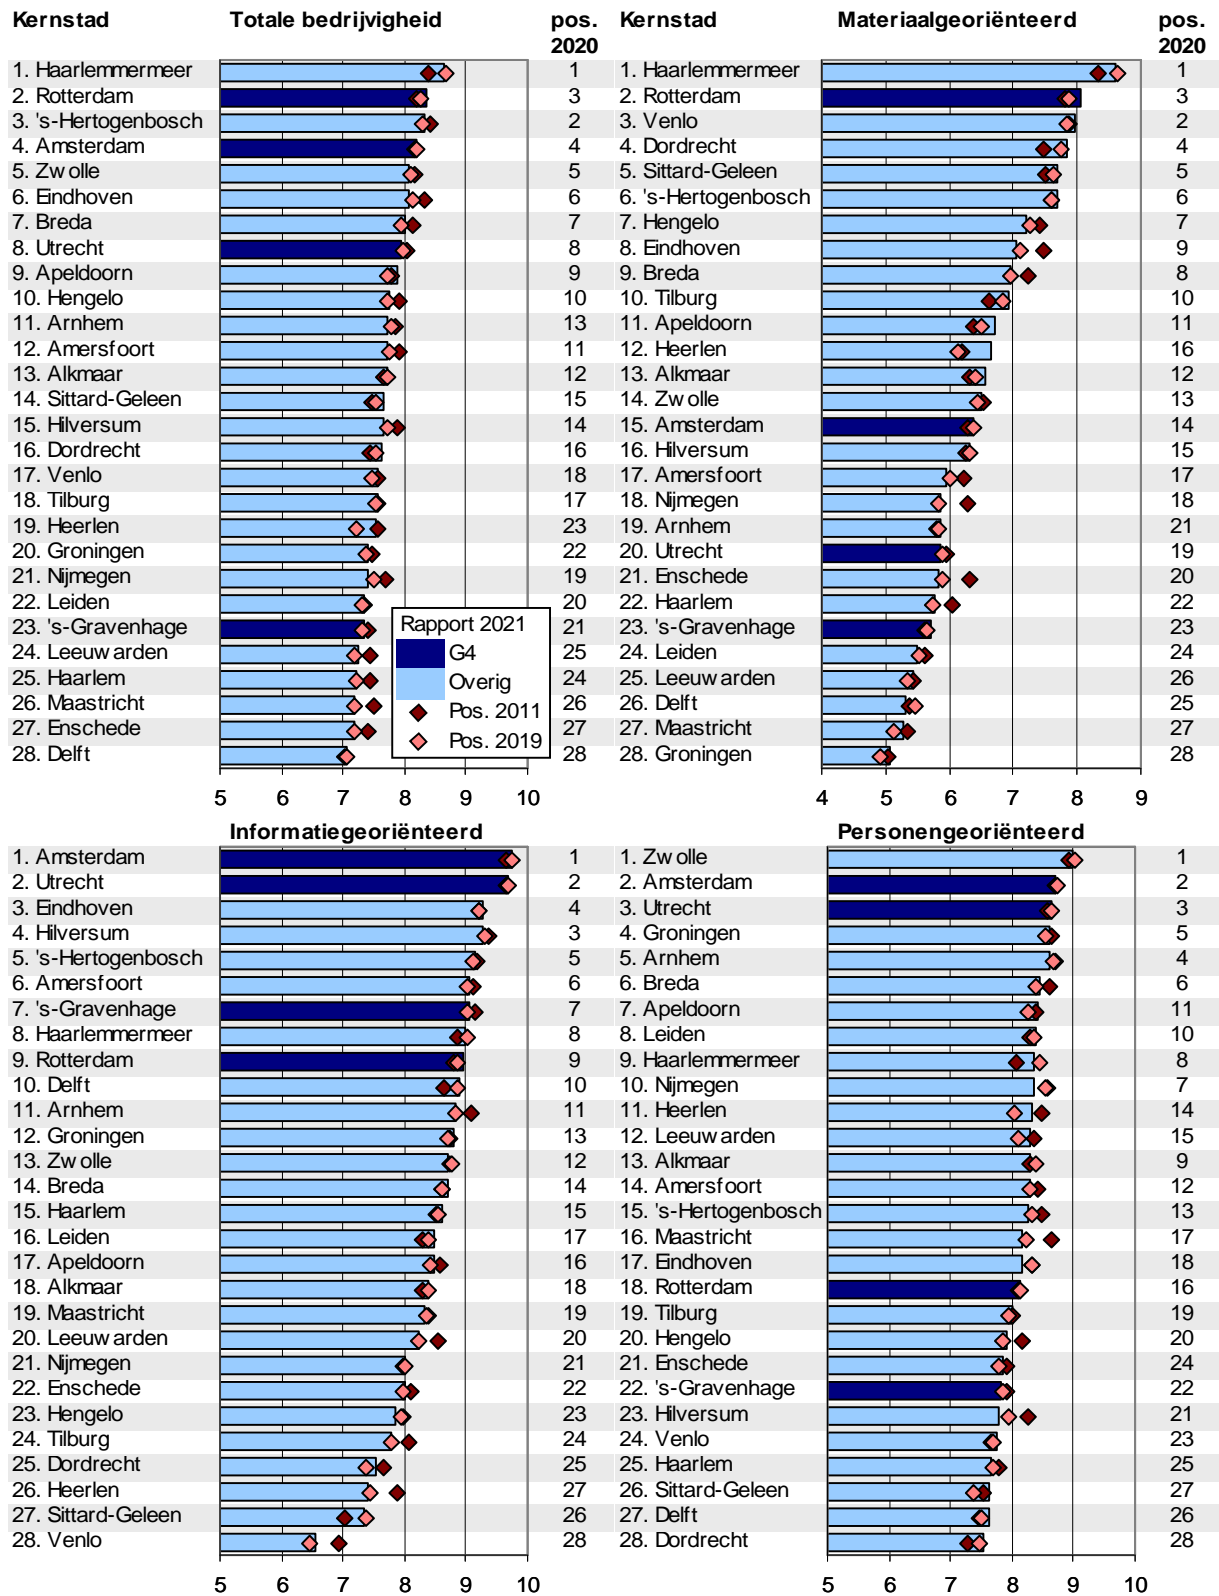 Kernstad Totale bedrijvigheid pos. 2020
1. Haarlemmermeer 1
2. Rotterdam 3
3. 's-Hertogenbosch 2
4. Amsterdam 4
5. Zwolle 5
6. Eindhoven 6
7. Breda 7
8. Utrecht 8
9. Apeldoorn 9
10. Hengelo 10
11. Arnhem 13
12. Amersfoort 11
13. Alkmaar 12
14. Sittard-Geleen 15
15. Hilversum 14
16. Dordrecht 16
17. Venlo 18
18. Tilburg 17
19. Heerlen 23
20. Groningen 22
21. Nijmegen 19
22. Leiden 20
23. 's-Gravenhage 21
24. Leeuwarden 25
25. Haarlem 24
26. Maastricht 26
27. Enschede 27
28. Delft 28
Rapport 2021
G4
Overig
Pos. 2011
Pos. 2019
5 6 7 8 9 10
Kernstad Materiaalgeoriënteerd pos. 2020
1. Haarlemmermeer 1
2. Rotterdam 3
3. Venlo 2
4. Dordrecht 4
5. Sittard-Geleen 5
6. 's-Hertogenbosch 6
7. Hengelo 7
8. Eindhoven 9
9. Breda 8
10. Tilburg 10
11. Apeldoorn 11
12. Heerlen 16
13. Alkmaar 12
14. Zwolle 13
15. Amsterdam 14
16. Hilversum 15
17. Amersfoort 17
18. Nijmegen 18
19. Arnhem 21
20. Utrecht 19
21. Enschede 20
22. Haarlem 22
23. 's-Gravenhage 23
24. Leiden 24
25. Leeuwarden 26
26. Delft 25
27. Maastricht 27
28. Groningen 28
4 5 6 7 8 9
Informatiegeoriënteerd
1. Amsterdam 1
2. Utrecht 2
3. Eindhoven 4
4. Hilversum 3
5. 's-Hertogenbosch 5
6. Amersfoort 6
7. 's-Gravenhage 7
8. Haarlemmermeer 8
9. Rotterdam 9
10. Delft 10
11. Arnhem 11
12. Groningen 13
13. Zwolle 12
14. Breda 14
15. Haarlem 15
16. Leiden 17
17. Apeldoorn 16
18. Alkmaar 18
19. Maastricht 19
20. Leeuwarden 20
21. Nijmegen 21
22. Enschede 22
23. Hengelo 23
24. Tilburg 24
25. Dordrecht 25
26. Heerlen 27
27. Sittard-Geleen 26
28. Venlo 28
5 6 7 8 9 10
Personengeoriënteerd
1. Zwolle 1
2. Amsterdam 2
3. Utrecht 3
4. Groningen 5
5. Arnhem 4
6. Breda 6
7. Apeldoorn 11
8. Leiden 10
9. Haarlemmermeer 8
10. Nijmegen 7
11. Heerlen 14
12. Leeuwarden 15
13. Alkmaar 9
14. Amersfoort 12
15. 's-Hertogenbosch 13
16. Maastricht 17
17. Eindhoven 18
18. Rotterdam 16
19. Tilburg 19
20. Hengelo 20
21. Enschede 24
22. 's-Gravenhage 22
23. Hilversum 21
24. Venlo 23
25. Haarlem 25
26. Sittard-Geleen 27
27. Delft 26
28. Dordrecht 28
5 6 7 8 9 10